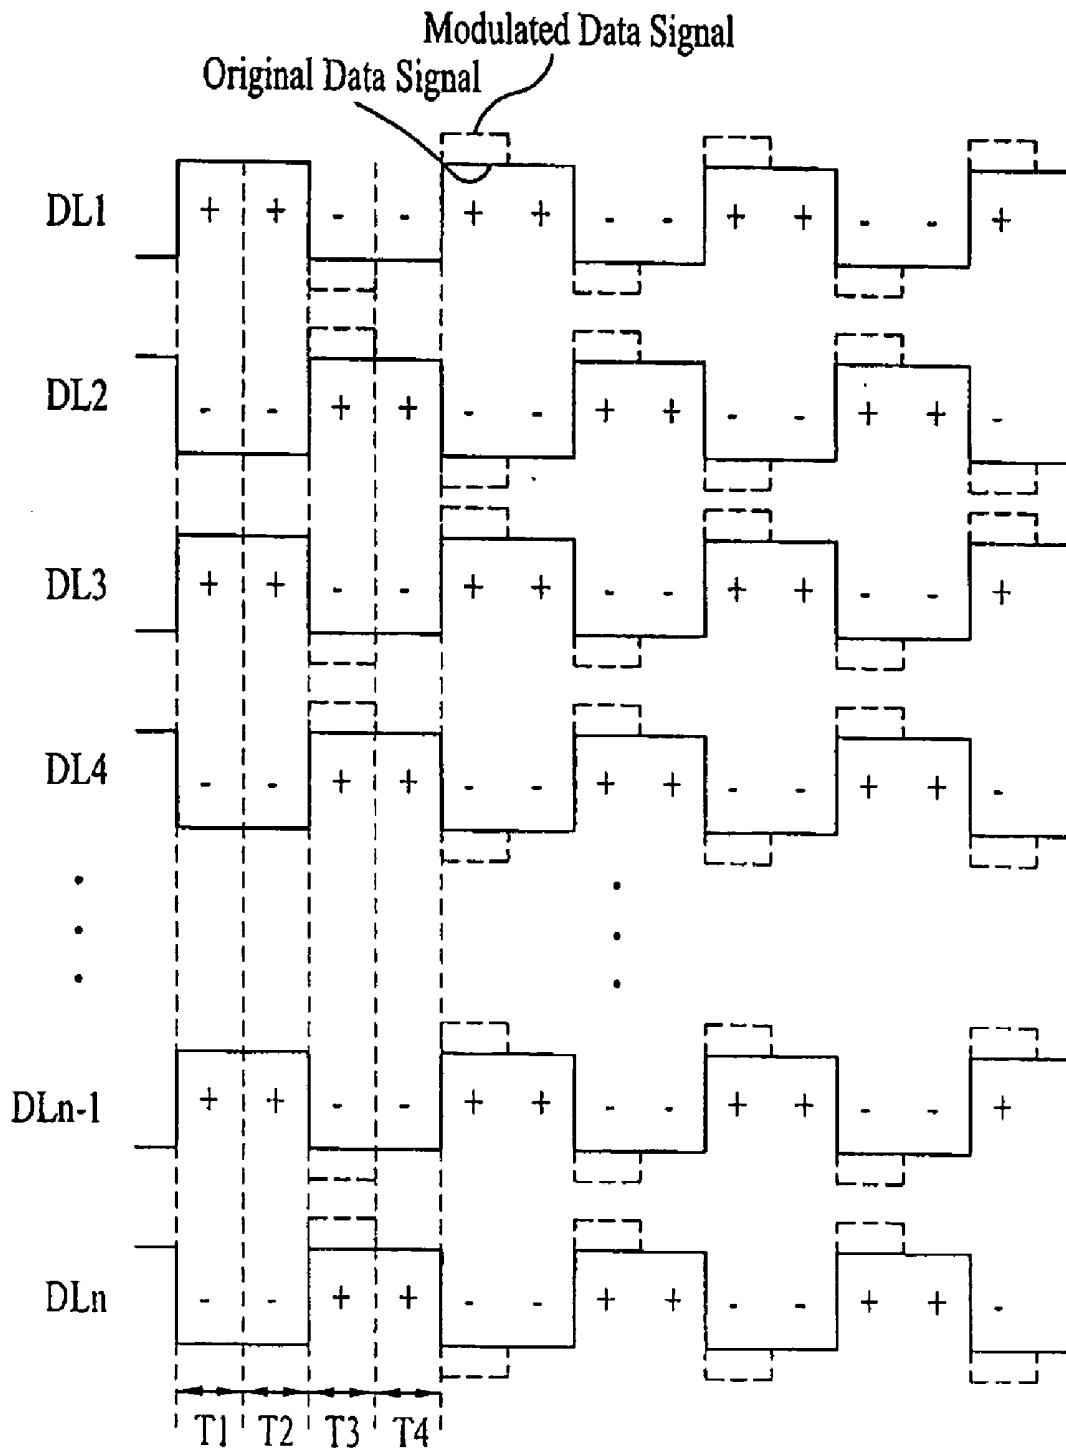 Modulated Data Signal
Original Data Signal
DL1 + + - - + + - - + + - - +
DL2 - - + + - - + + - - + + -
DL3 + + - - + + - - + + - - +
DL4 - - + + - - + + - - + + -
DLn-1 + + - - + + - - + + - - +
DLn - - + + - - + + - - + + -
T1 T2 T3 T4